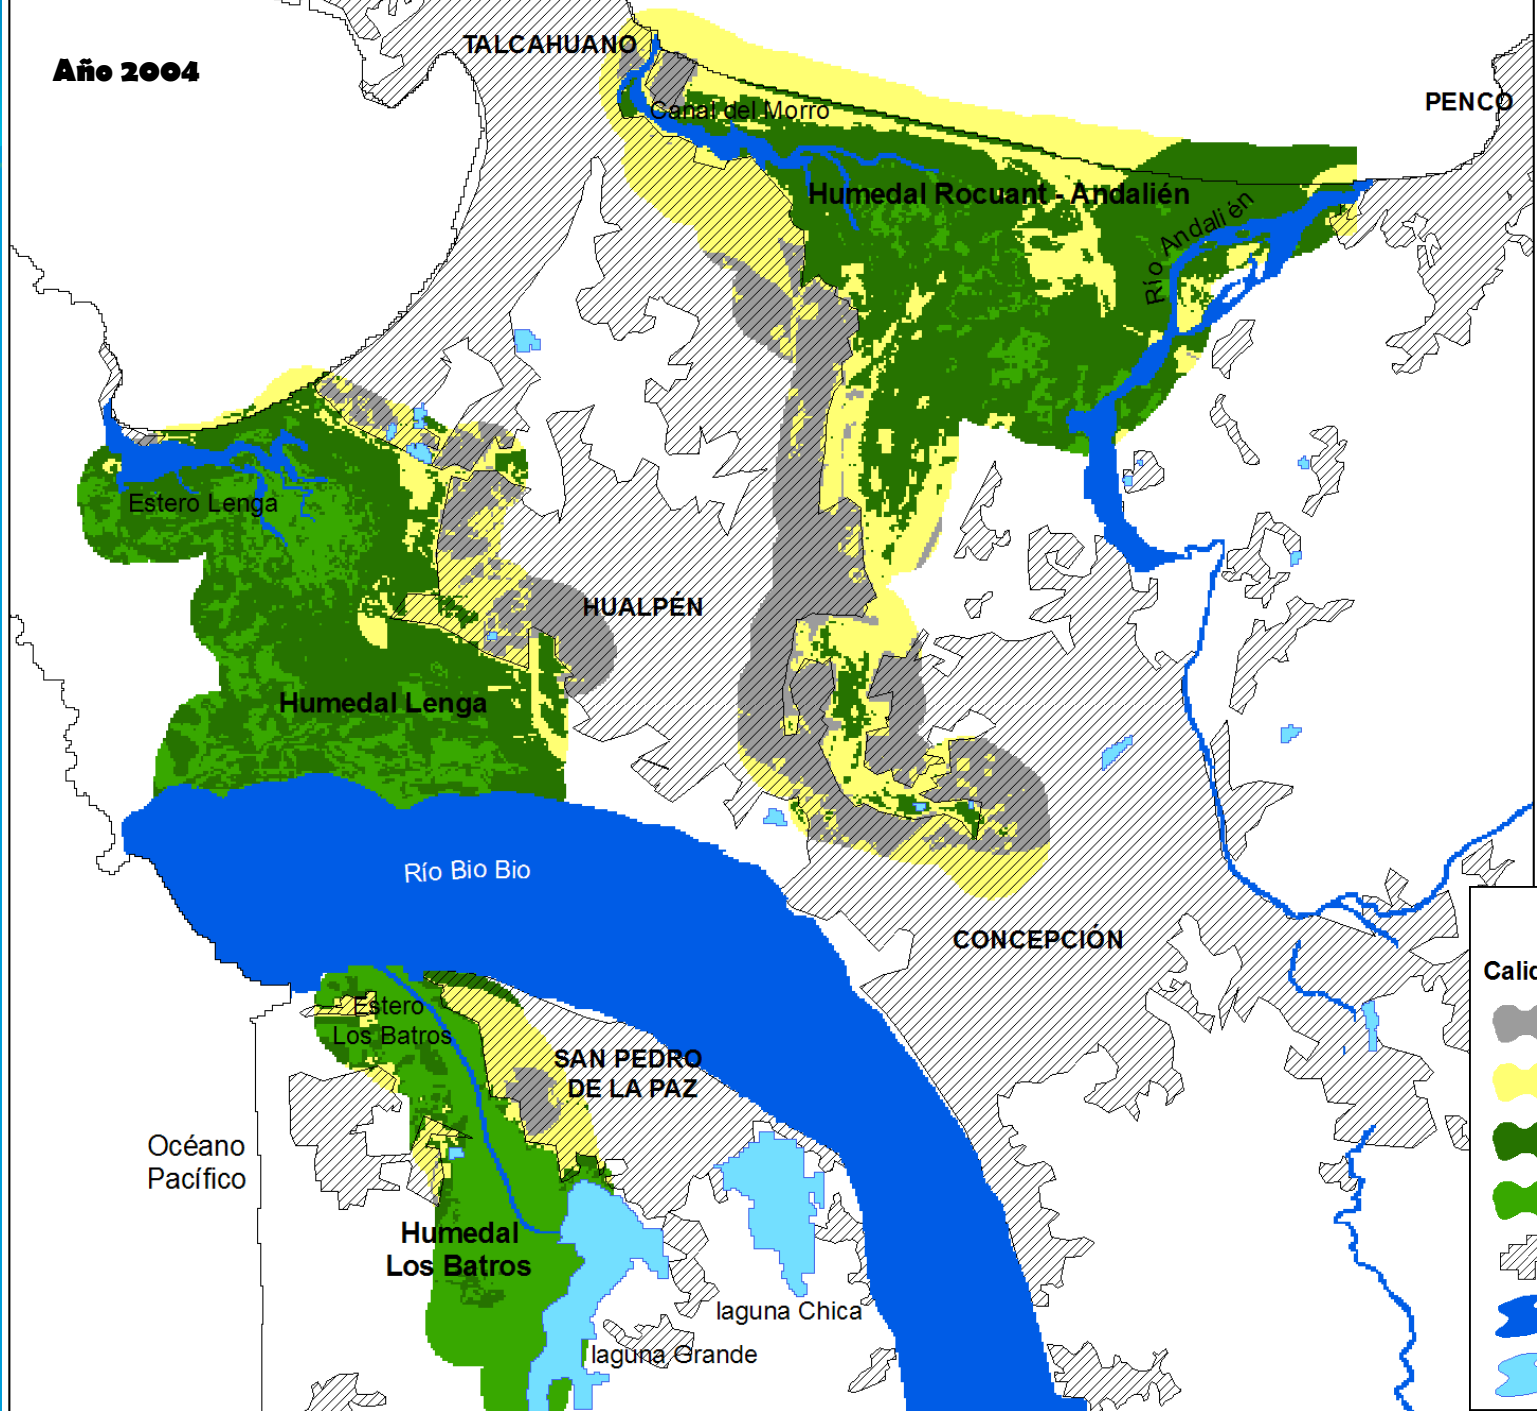 TALCAHUANO
Año 2004
PENCO
Canal del Morro
Humedal Rocuant - Andalién
Río Andalién
Estero Lenga
HUALPÉN
Humedal Lenga
Río Bio Bio
CONCEPCIÓN
Estero
Los Batros
SAN PEDRO
DE LA PAZ
Océano
Pacífico
Humedal
Los Batros
laguna Chica
laguna Grande